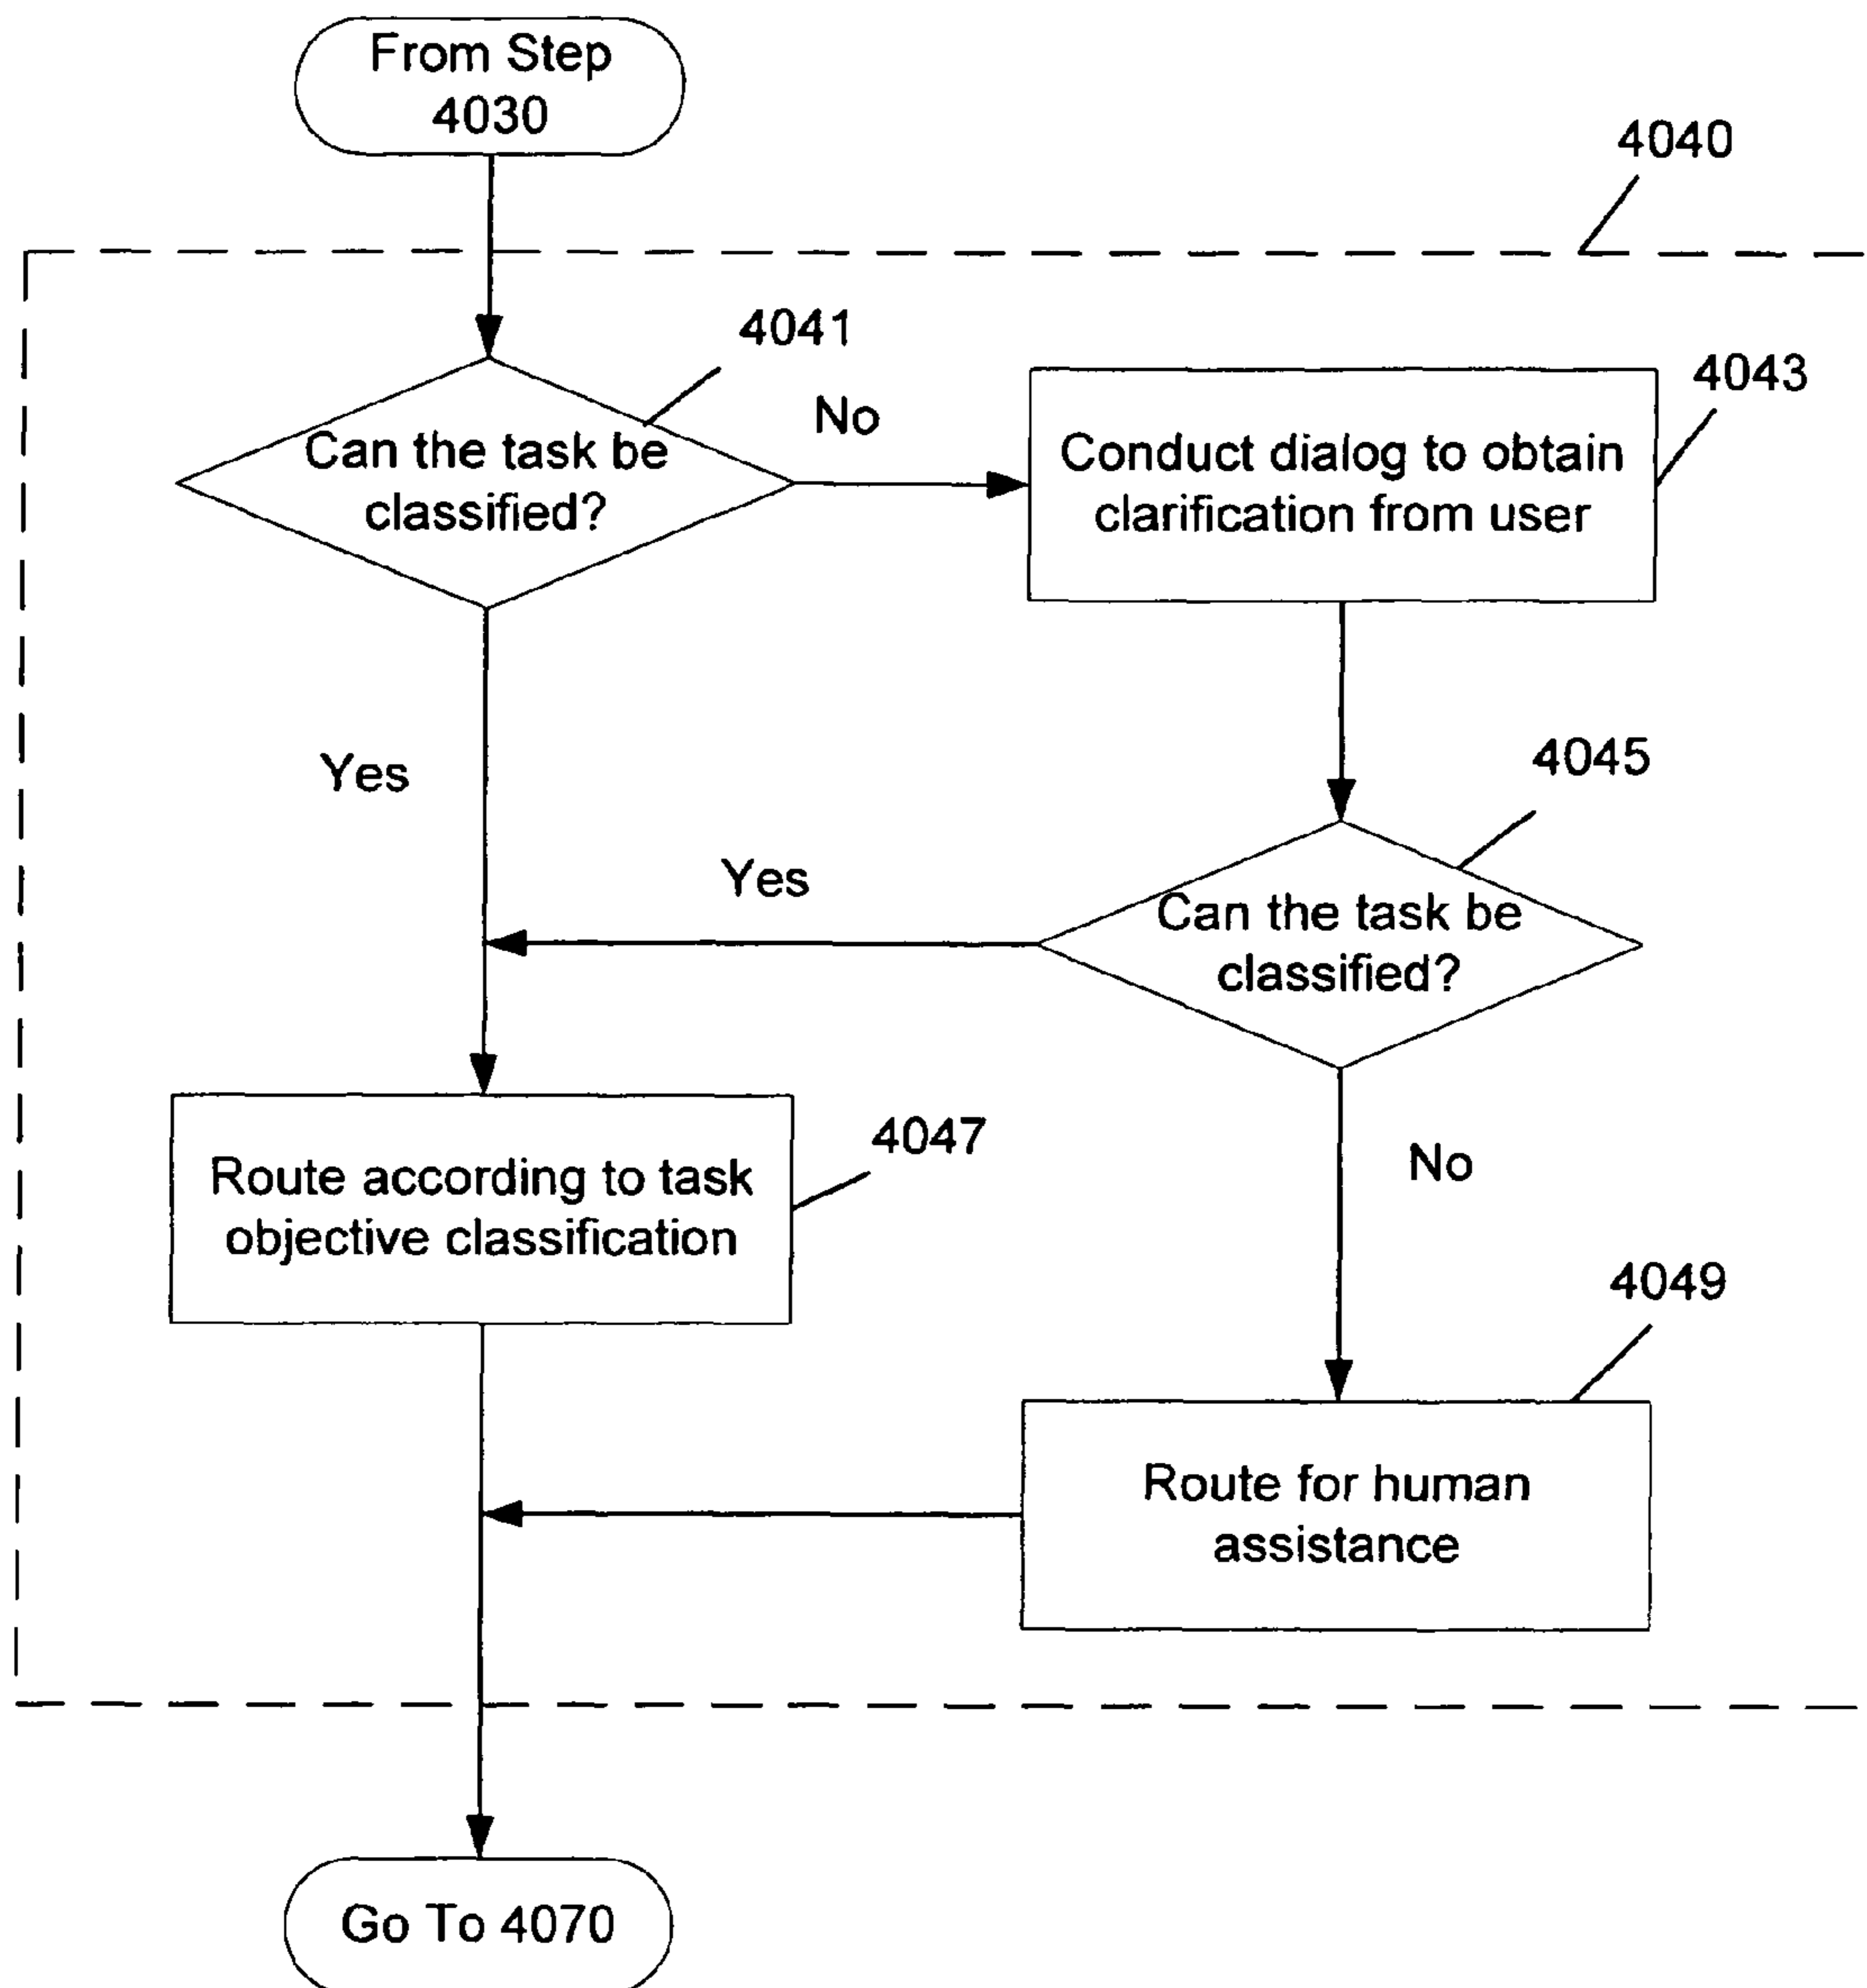 From Step
4030
4040
4041
No
Can the task be
classified?
4043
Conduct dialog to obtain
clarification from user
Yes
4045
Yes
Can the task be
classified?
4047
Route according to task
objective classification
No
4049
Route for human
assistance
Go To 4070